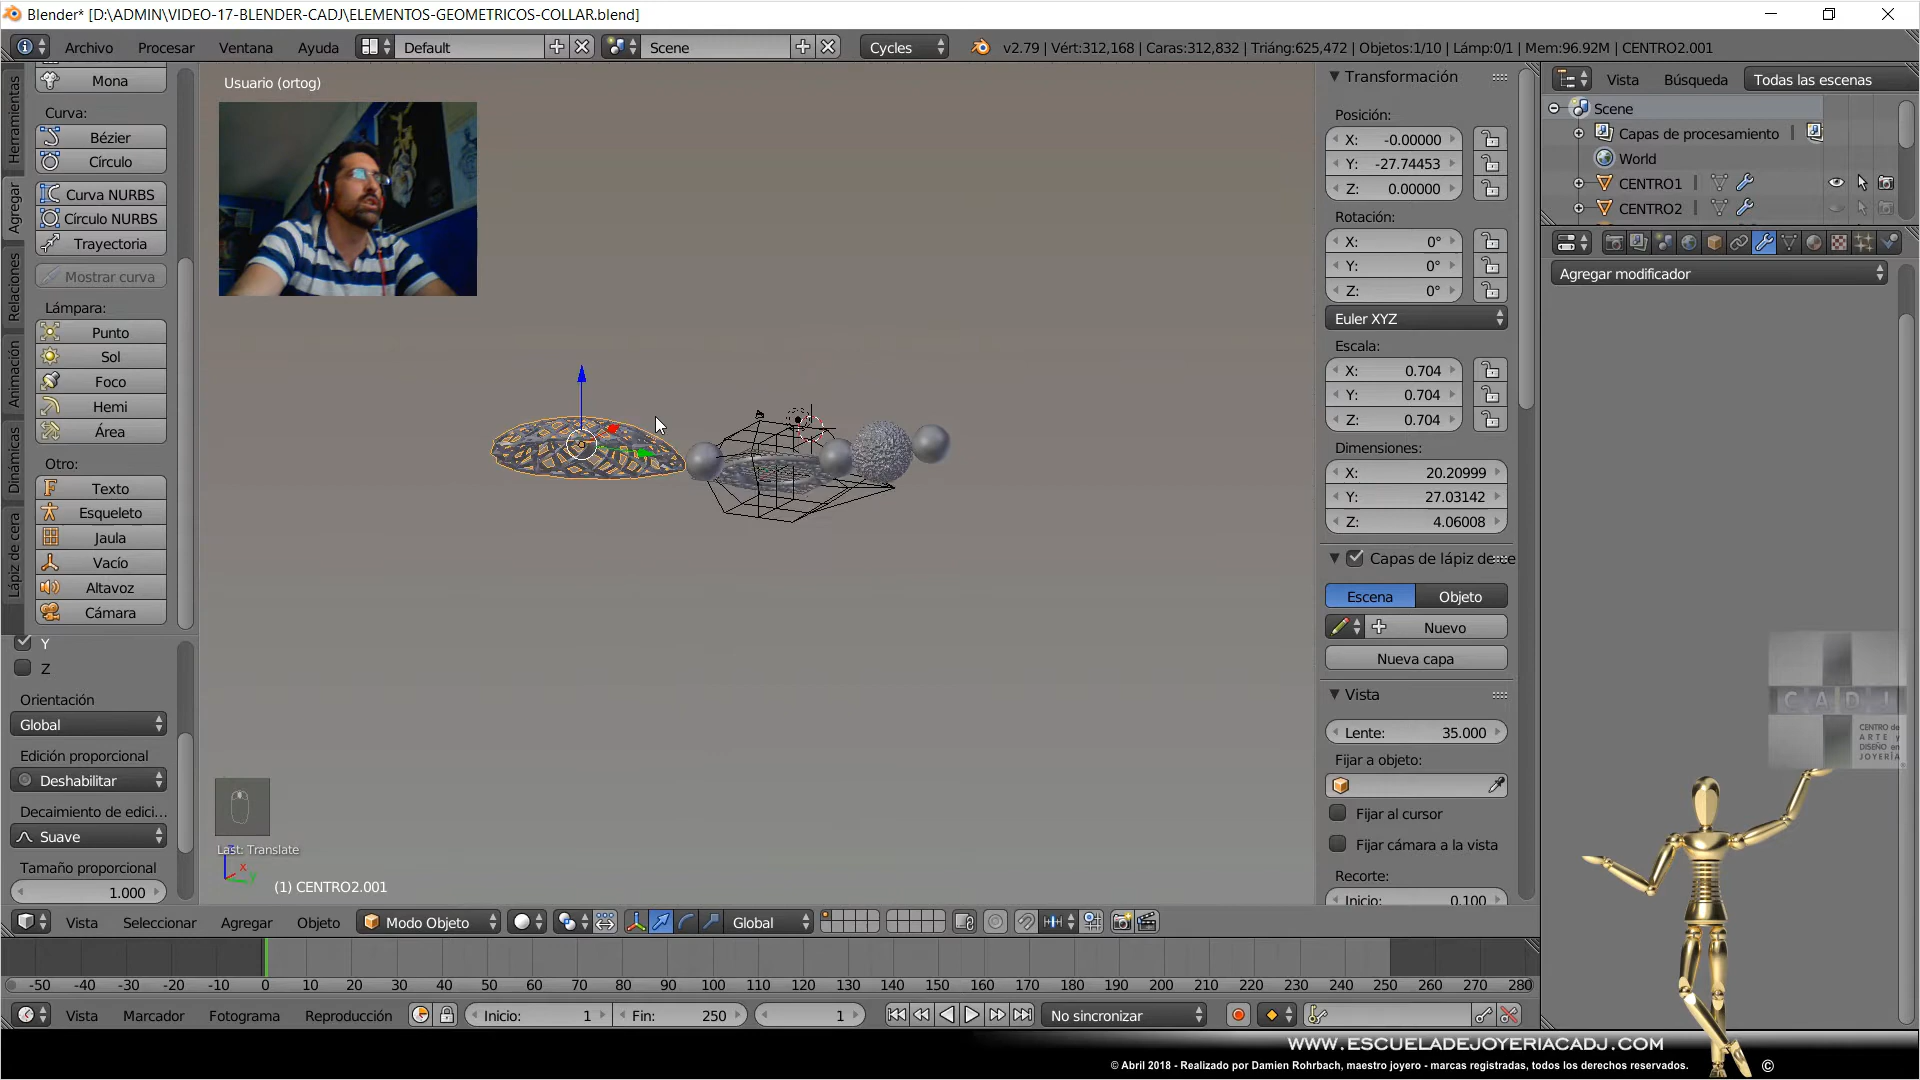 Blender* [D:\ADMIN\VIDEO-17-BLENDER-CADJ\ELEMENTOS-GEOMETRICOS-COLLAR.blend]
Archivo Procesar Ventana Ayuda Default Scene Cycles v2.79 | Vért:312,168 | Caras:312,832 | Triáng:625,472 | Objetos:1/10 | Lámp:0/1 | Mem:96.92M | CENTRO2.001
Herramientas
Agregar
Relaciones
Animación
Dinámicas
Lápiz de cera
Mona
Curva:
Bézier
Círculo
Curva NURBS
Círculo NURBS
Trayectoria
Mostrar curva
Lámpara:
Punto
Sol
Foco
Hemi
Área
Otro:
Texto
Esqueleto
Jaula
Vacío
Altavoz
Cámara
Y
Z
Orientación
Global
Edición proporcional
Deshabilitar
Decaimiento de edici...
Suave
Tamaño proporcional
1.000
Usuario (ortog)
Last: Translate
z
x
y
(1) CENTRO2.001
Transformación
Posición:
X: -0.00000
Y: -27.74453
Z: 0.00000
Rotación:
X: 0°
Y: 0°
Z: 0°
Euler XYZ
Escala:
X: 0.704
Y: 0.704
Z: 0.704
Dimensiones:
X: 20.20999
Y: 27.03142
Z: 4.06008
Capas de lápiz de ce
Escena Objeto
Nuevo
Nueva capa
Vista
Lente: 35.000
Fijar a objeto:
Fijar al cursor
Fijar cámara a la vista
Recorte:
Inicio: 0.100
Vista Búsqueda Todas las escenas
Scene
Capas de procesamiento
World
CENTRO1
CENTRO2
Agregar modificador
CADJ
CENTRO de
ARTE y
DISEÑO en
JOYERÍA
Vista Seleccionar Agregar Objeto Modo Objeto Global
-50 -40 -30 -20 -10 0 10 20 30 40 50 60 70 80 90 100 110 120 130 140 150 160 170 180 190 200 210 220 230 240 250 260 270 280
Vista Marcador Fotograma Reproducción Inicio: 1 Fin: 250 1 No sincronizar
WWW.ESCUELADEJOYERIACADJ.COM
© Abril 2018 - Realizado por Damien Rohrbach, maestro joyero - marcas registradas, todos los derechos reservados. ©